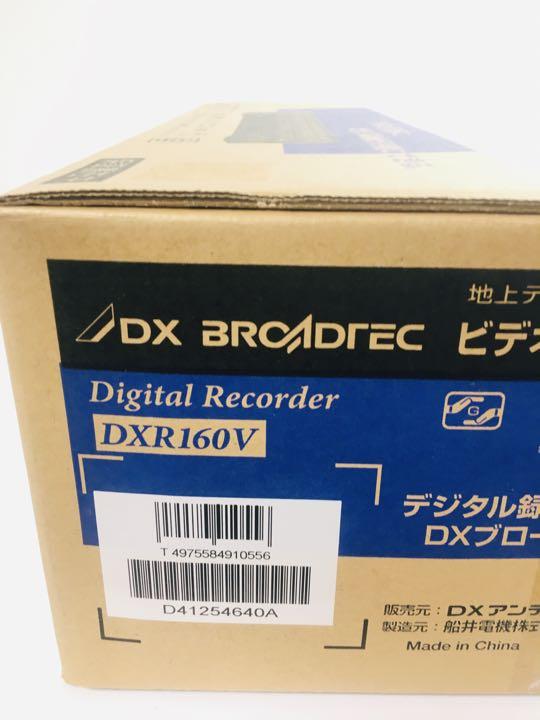 地上デ
DX BROADTEC ビデオ
Digital Recorder
DXR160V
G
デジタル録
DXブロー
T 4975584910556
D41254640A
販売元：DXアンテ
製造元：船井電機株式
Made in China